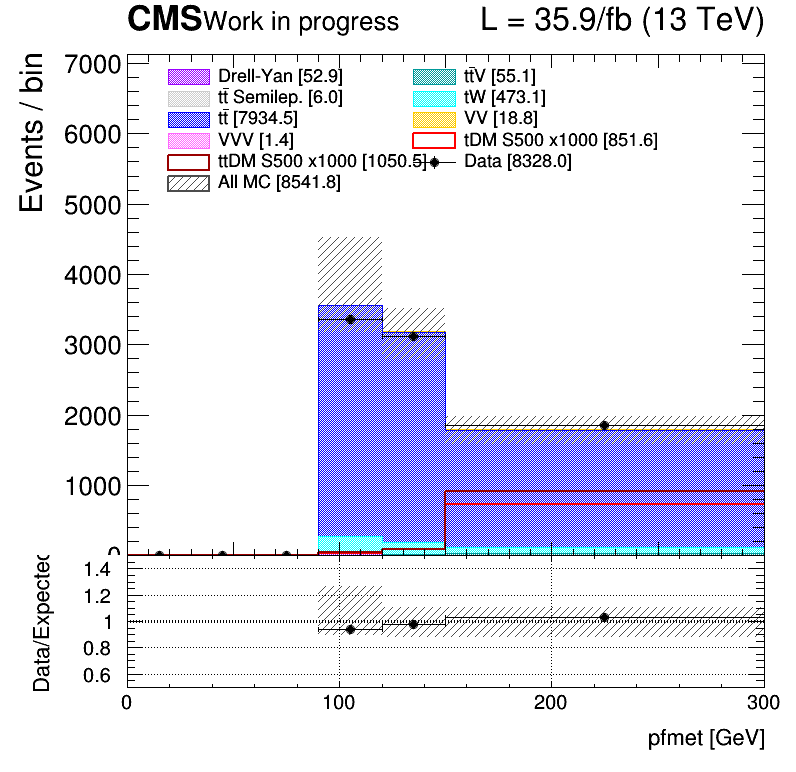 CMS Work in progress L = 35.9/fb (13 TeV)
Events / bin
7000
6000
5000
4000
3000
2000
1000
0
Drell-Yan [52.9] tt̄V [55.1]
tt̄ Semilep. [6.0] tW [473.1]
tt̄ [7934.5] VV [18.8]
VVV [1.4] tDM S500 x1000 [851.6]
ttDM S500 x1000 [1050.5] Data [8328.0]
All MC [8541.8]
Data/Expected
1.4
1.2
1
0.8
0.6
0 100 200 300
pfmet [GeV]